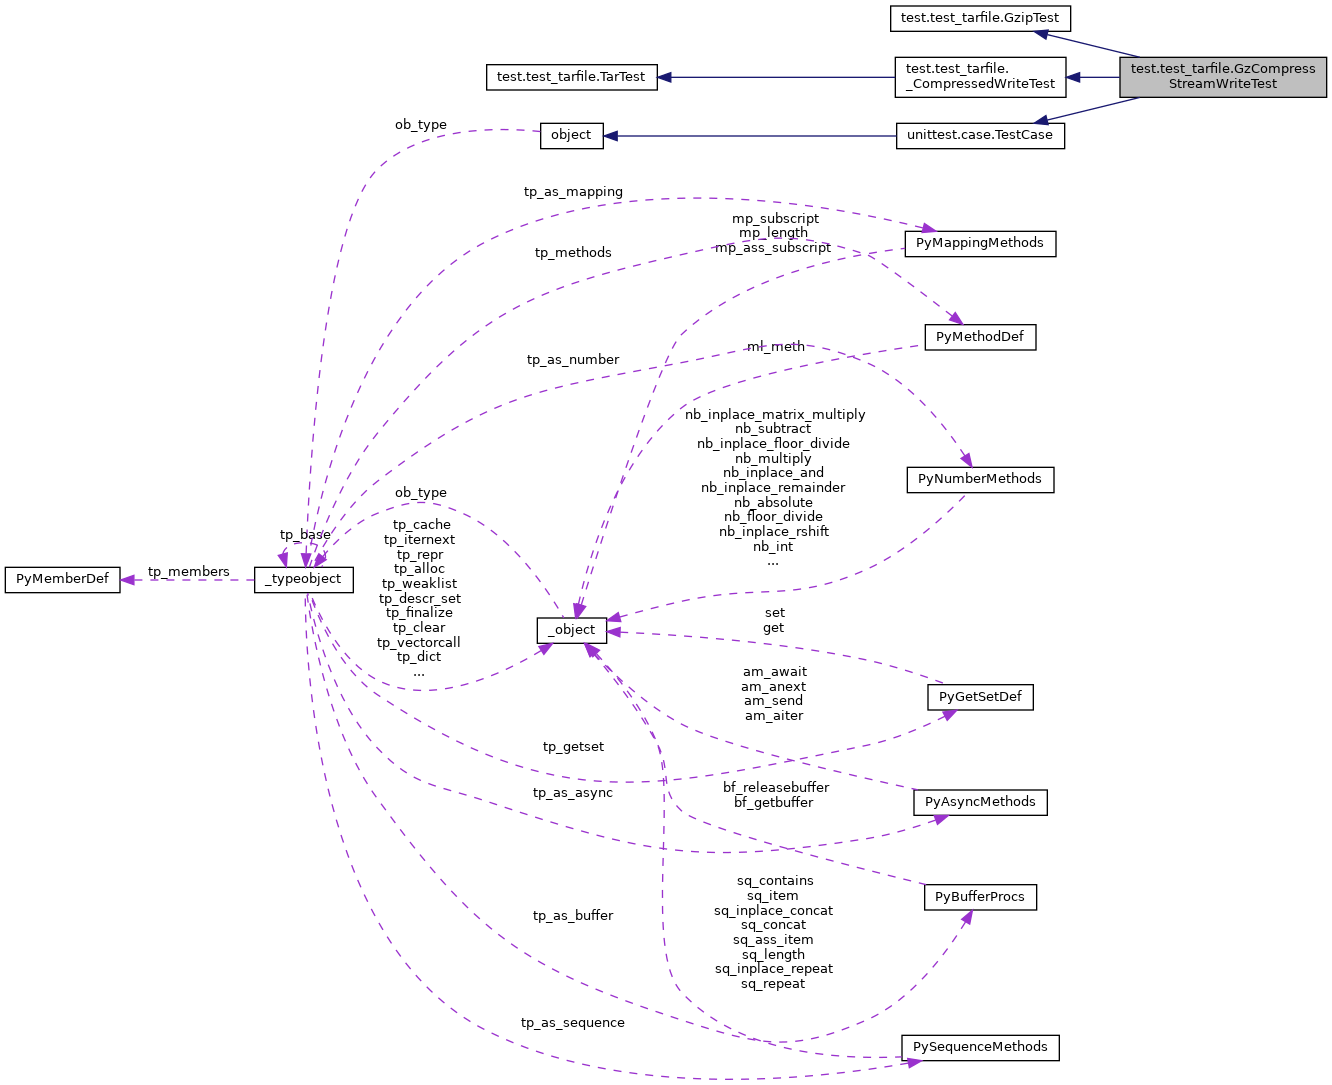 test.test_tarfile.GzipTest
test.test_tarfile.GzCompress
StreamWriteTest
test.test_tarfile.
_CompressedWriteTest
test.test_tarfile.TarTest
unittest.case.TestCase
object
ob_type
tp_as_mapping
mp_subscript
mp_length
mp_ass_subscript
PyMappingMethods
tp_methods
PyMethodDef
ml_meth
tp_as_number
nb_inplace_matrix_multiply
nb_subtract
nb_inplace_floor_divide
nb_multiply
nb_inplace_and
nb_inplace_remainder
nb_absolute
nb_floor_divide
nb_inplace_rshift
nb_int
...
PyNumberMethods
ob_type
tp_base
tp_cache
tp_iternext
tp_repr
tp_alloc
tp_weaklist
tp_descr_set
tp_finalize
tp_clear
tp_vectorcall
tp_dict
...
PyMemberDef
tp_members
_typeobject
_object
set
get
PyGetSetDef
am_await
am_anext
am_send
am_aiter
tp_getset
tp_as_async
PyAsyncMethods
bf_releasebuffer
bf_getbuffer
PyBufferProcs
tp_as_buffer
sq_contains
sq_item
sq_inplace_concat
sq_concat
sq_ass_item
sq_length
sq_inplace_repeat
sq_repeat
tp_as_sequence
PySequenceMethods